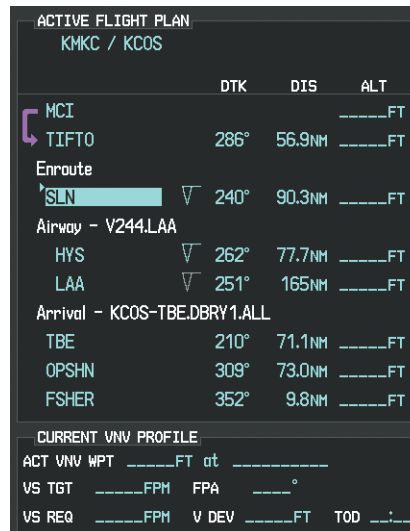 ACTIVE FLIGHT PLAN
KMKC / KCOS
DTK DIS ALT
MCI _____FT
TIFTO 286° 56.9NM _____FT
Enroute
SLN 240° 90.3NM _____FT
Airway - V244.LAA
HYS 262° 77.7NM _____FT
LAA 251° 165NM _____FT
Arrival - KCOS-TBE.DBRY1.ALL
TBE 210° 71.1NM _____FT
OPSHN 309° 73.0NM _____FT
FSHER 352° 9.8NM _____FT
CURRENT VNV PROFILE
ACT VNV WPT _____FT at __________
VS TGT _____FPM FPA ____°
VS REQ _____FPM V DEV _____FT TOD __:__